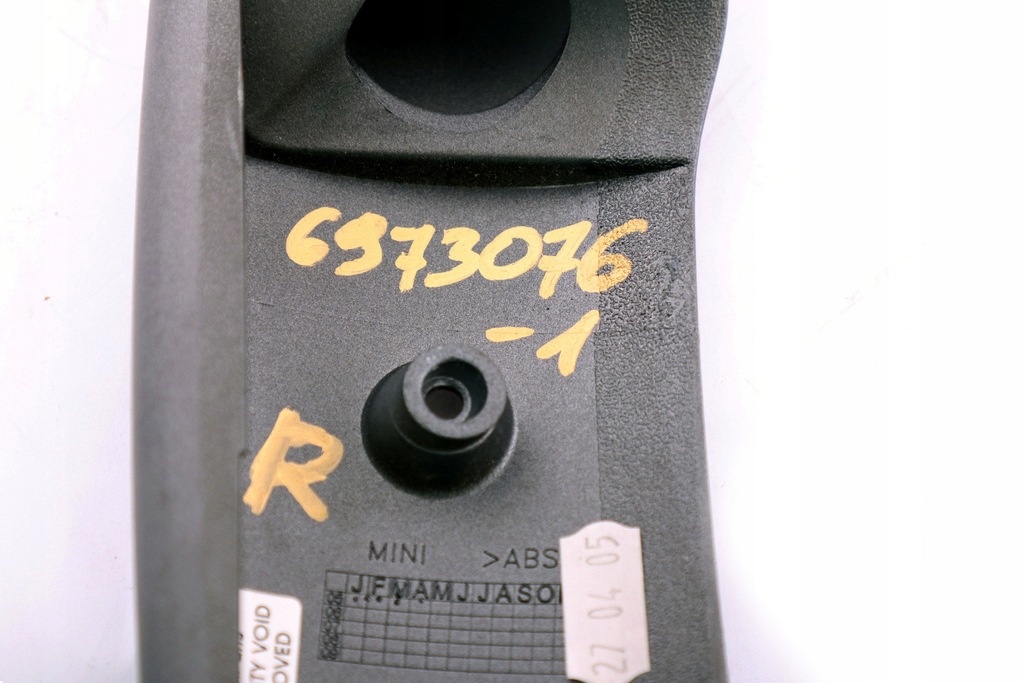 6973076
-1
R
MINI >ABS
JFMAMJJASO
27 04 05
TY VOID
OVED